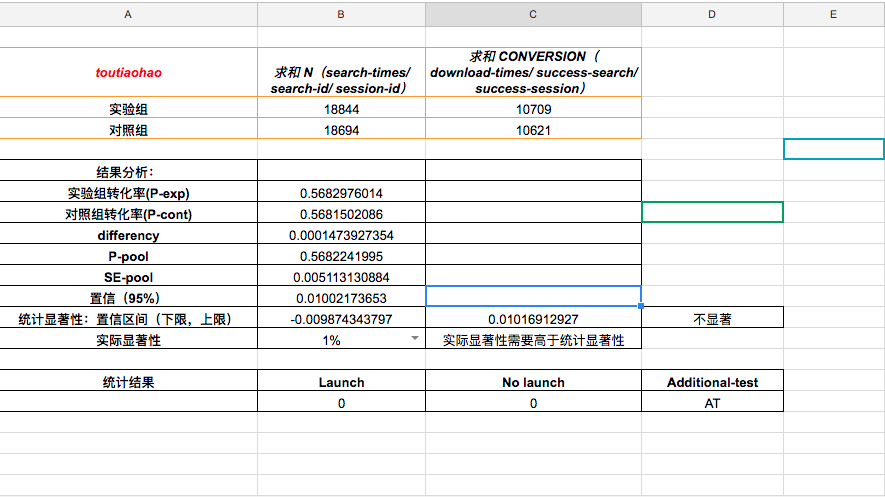 A B C D E
toutiaohao
求和 N（search-times/
search-id/ session-id）
求和 CONVERSION（
download-times/ success-search/
success-session）
实验组 18844 10709
对照组 18694 10621
结果分析：
实验组转化率(P-exp) 0.5682976014
对照组转化率(P-cont) 0.5681502086
differency 0.0001473927354
P-pool 0.5682241995
SE-pool 0.005113130884
置信（95%） 0.01002173653
统计显著性：置信区间（下限，上限） -0.009874343797 0.01016912927 不显著
实际显著性 1% 实际显著性需要高于统计显著性
统计结果 Launch No launch Additional-test
0 0 AT